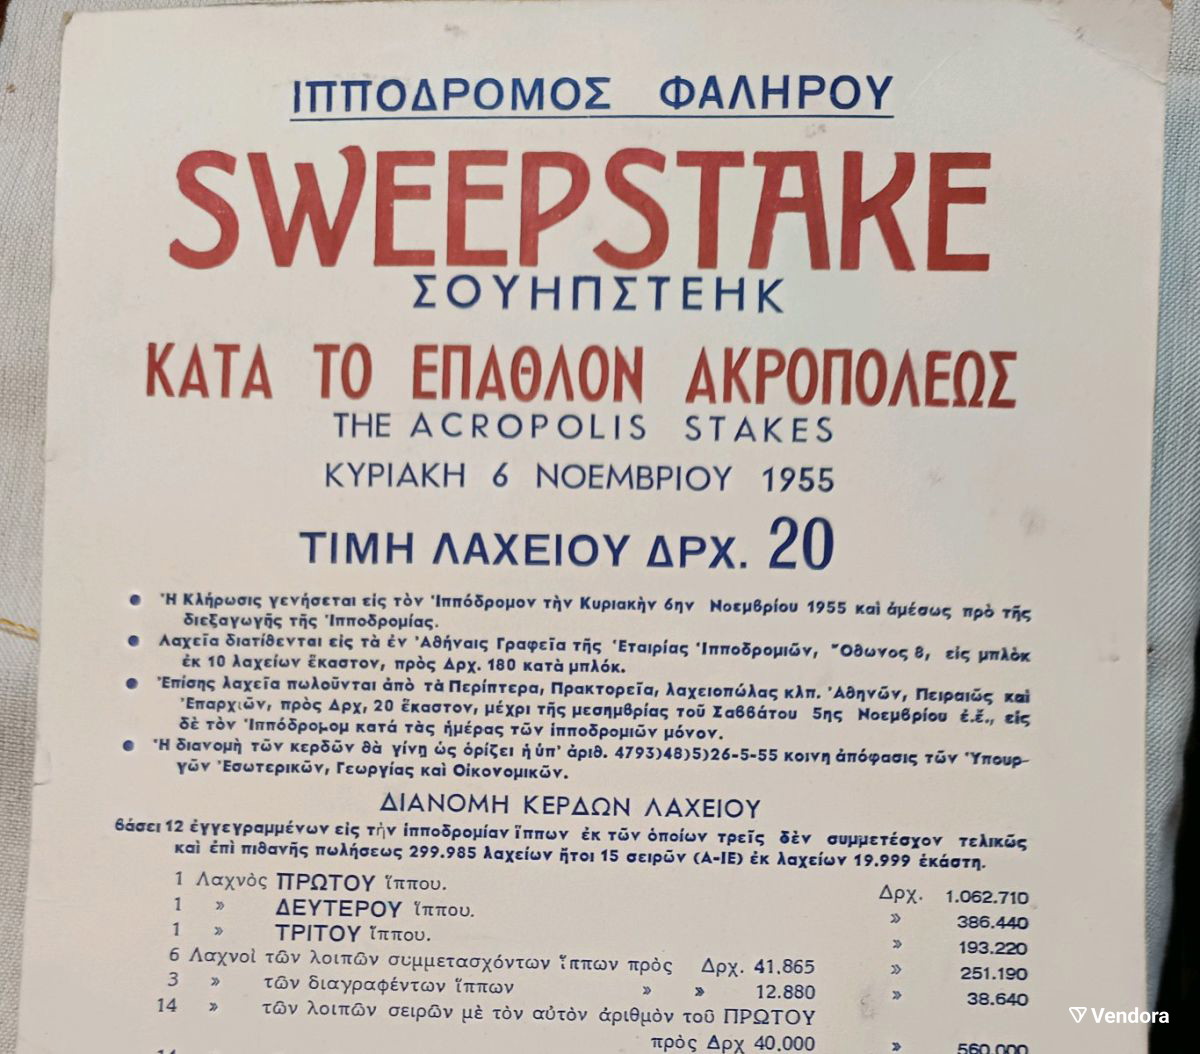 ΙΠΠΟΔΡΟΜΟΣ ΦΑΛΗΡΟΥ
SWEEPSTAKE
ΣΟΥΗΠΣΤΕΗΚ
ΚΑΤΑ ΤΟ ΕΠΑΘΛΟΝ ΑΚΡΟΠΟΛΕΩΣ
THE ACROPOLIS STAKES
ΚΥΡΙΑΚΗ 6 ΝΟΕΜΒΡΙΟΥ 1955
ΤΙΜΗ ΛΑΧΕΙΟΥ ΔΡΧ. 20
● Ἡ Κλήρωσις γενήσεται εἰς τὸν Ἱππόδρομον τὴν Κυριακὴν 6ην Νοεμβρίου 1955 καὶ ἀμέσως πρὸ τῆς
διεξαγωγῆς τῆς Ἱπποδρομίας.
● Λαχεῖα διατίθενται εἰς τὰ ἐν Ἀθήναις Γραφεῖα τῆς Ἑταιρίας Ἱπποδρομιῶν, Ὄθωνος 8, εἰς μπλὸκ
ἐκ 10 λαχείων ἕκαστον, πρὸς Δρχ. 180 κατὰ μπλόκ.
● Ἐπίσης λαχεῖα πωλοῦνται ἀπὸ τὰ Περίπτερα, Πρακτορεῖα, λαχειοπώλας κλπ. Ἀθηνῶν, Πειραιῶς καὶ
Ἐπαρχιῶν, πρὸς Δρχ, 20 ἕκαστον, μέχρι τῆς μεσημβρίας τοῦ Σαββάτου 5ης Νοεμβρίου ἐ.ἔ., εἰς
δὲ τὸν Ἱππόδρομομ κατὰ τὰς ἡμέρας τῶν ἱπποδρομιῶν μόνον.
● Ἡ διανομὴ τῶν κερδῶν θὰ γίνῃ ὡς ὁρίζει ἡ ὑπ' ἀριθ. 4793)48)5)26-5-55 κοινη ἀπόφασις τῶν Ὑπουρ-
γῶν Ἐσωτερικῶν, Γεωργίας καὶ Οἰκονομικῶν.
ΔΙΑΝΟΜΗ ΚΕΡΔΩΝ ΛΑΧΕΙΟΥ
βάσει 12 ἐγγεγραμμένων εἰς τὴν ἱπποδρομίαν ἵππων ἐκ τῶν ὁποίων τρεῖς δὲν συμμετέσχον τελικῶς
καὶ ἐπὶ πιθανῆς πωλήσεως 299.985 λαχείων ἤτοι 15 σειρῶν (Α-ΙΕ) ἐκ λαχείων 19.999 ἑκάστη.
1 Λαχνὸς ΠΡΩΤΟΥ ἵππου. Δρχ. 1.062.710
1 » ΔΕΥΤΕΡΟΥ ἵππου. » 386.440
1 » ΤΡΙΤΟΥ ἵππου. » 193.220
6 Λαχνοὶ τῶν λοιπῶν συμμετασχόντων ἵππων πρὸς Δρχ. 41.865 » 251.190
3 » τῶν διαγραφέντων ἵππων » » 12.880 » 38.640
14 » τῶν λοιπῶν σειρῶν μὲ τὸν αὐτὸν ἀριθμὸν τοῦ ΠΡΩΤΟΥ
πρὸς Δρχ 40.000 » 560.000
Vendora